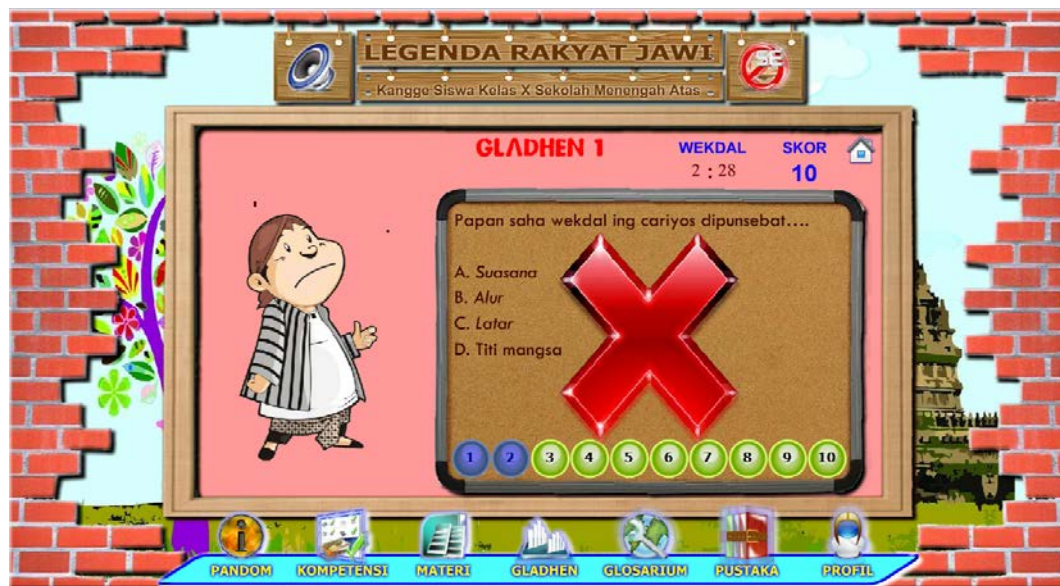 LEGENDA RAKYAT JAWI
SE
Kangge Siswa Kelas X Sekolah Menengah Atas
GLADHEN 1
WEKDAL
SKOR
2 : 28
10
Papan saha wekdal ing cariyos dipunsebat....
A. Suasana
B. Alur
C. Latar
D. Titi mangsa
1 2 3 4 5 6 7 8 9 10
i
PANDOM KOMPETENSI MATERI GLADHEN GLOSARIUM PUSTAKA PROFIL